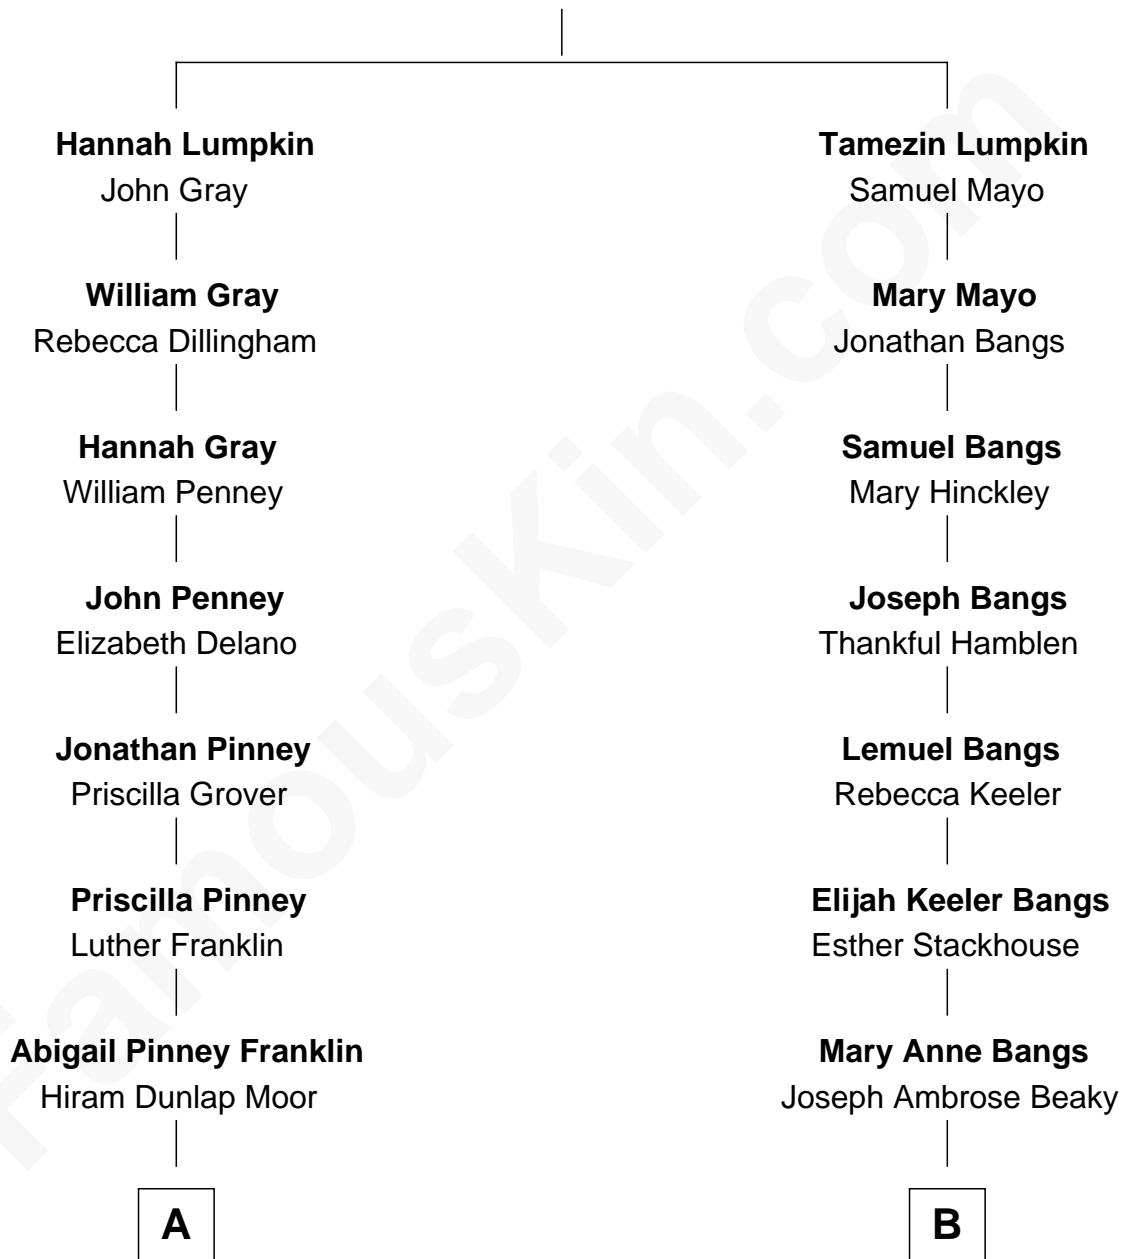 Hannah Lumpkin
John Gray
William Gray
Rebecca Dillingham
Hannah Gray
William Penney
John Penney
Elizabeth Delano
Jonathan Pinney
Priscilla Grover
Priscilla Pinney
Luther Franklin
Abigail Pinney Franklin
Hiram Dunlap Moor
A
Tamezin Lumpkin
Samuel Mayo
Mary Mayo
Jonathan Bangs
Samuel Bangs
Mary Hinckley
Joseph Bangs
Thankful Hamblen
Lemuel Bangs
Rebecca Keeler
Elijah Keeler Bangs
Esther Stackhouse
Mary Anne Bangs
Joseph Ambrose Beaky
B
FamousKin.com